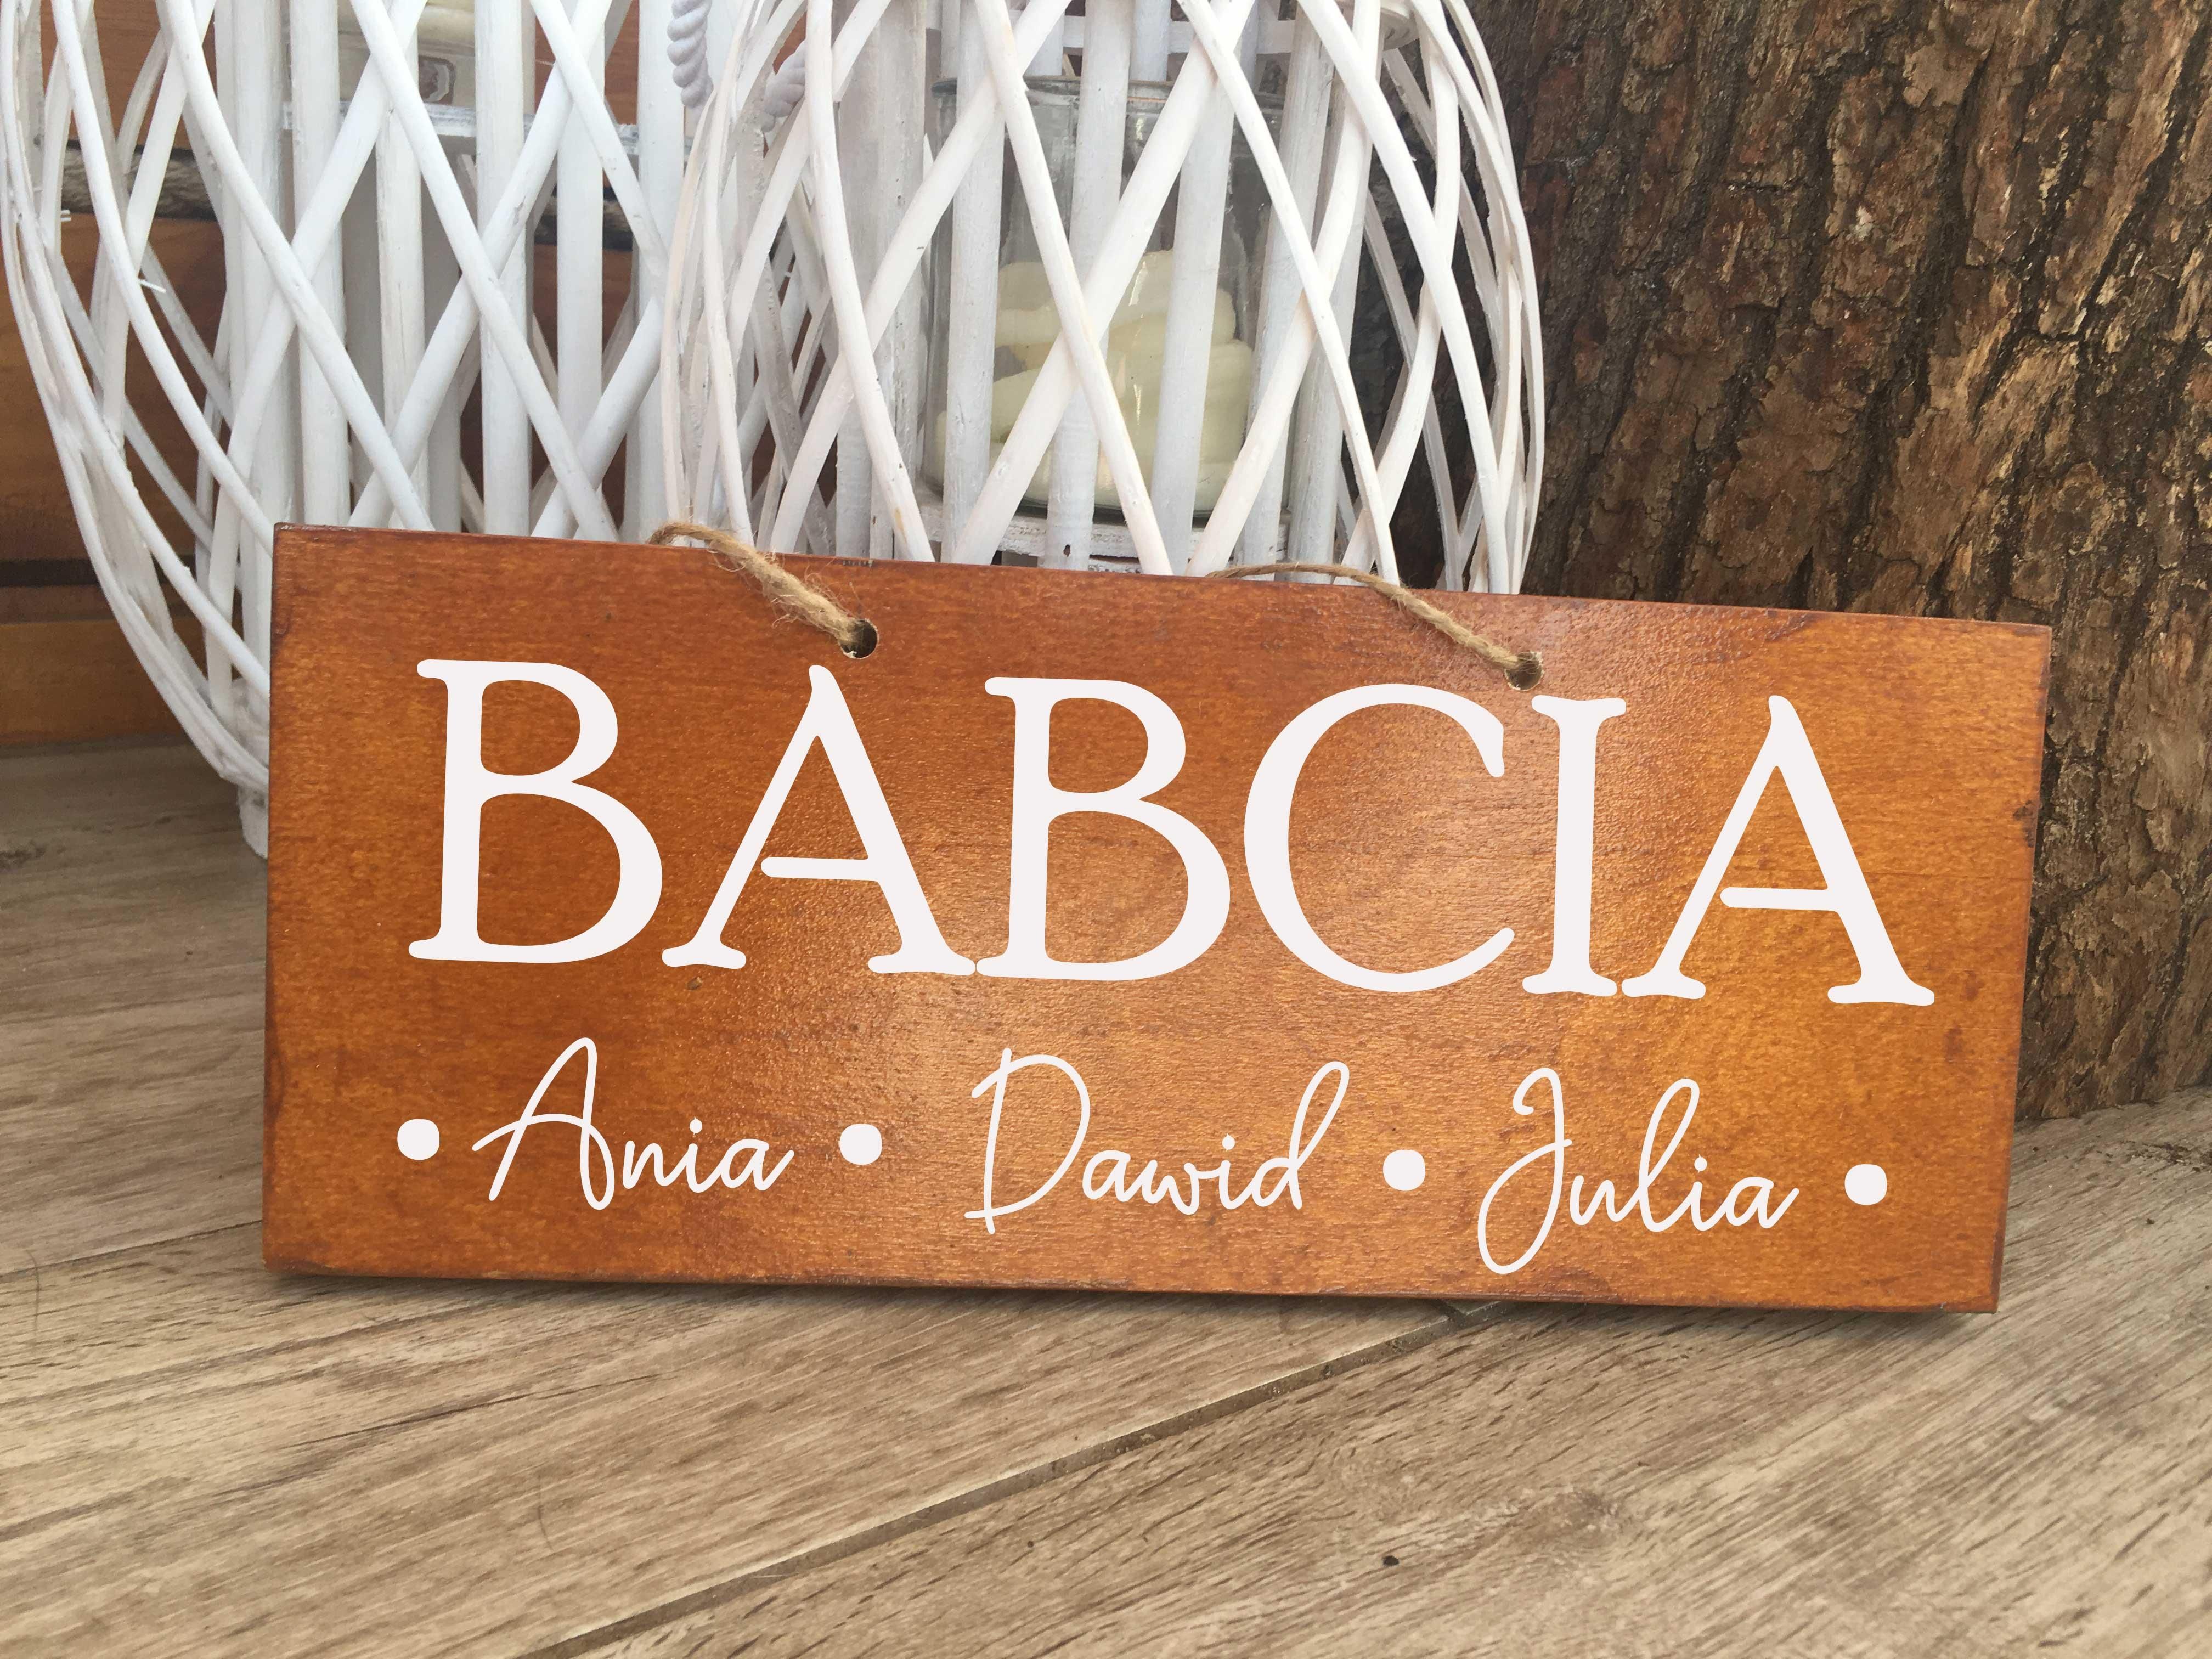 BABCIA
• Ania • Dawid • Julia •